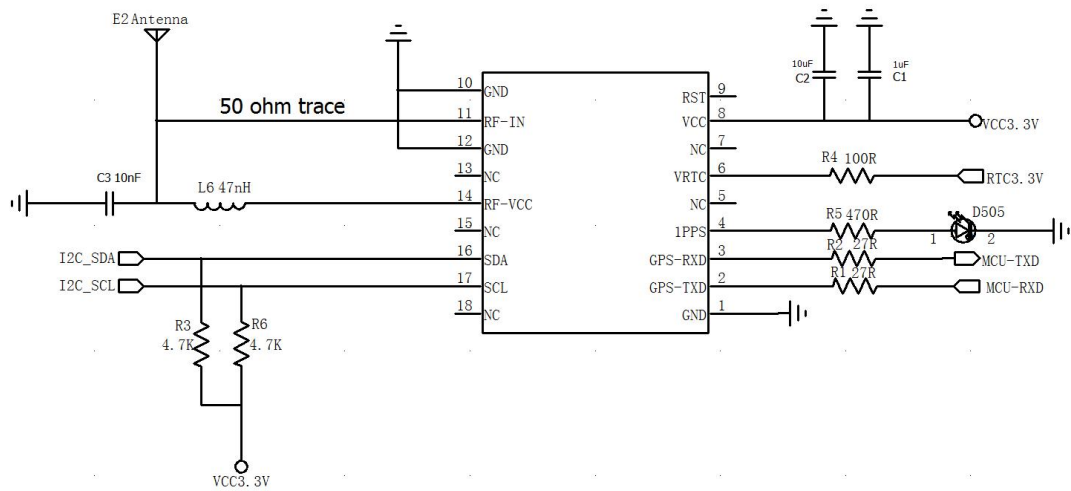 E2 Antenna
50 ohm trace
C3 10nF
L6 47nH
I2C_SDA
I2C_SCL
R3
4.7K
R6
4.7K
VCC3.3V
10
GND
11
RF-IN
12
GND
13
NC
14
RF-VCC
15
NC
16
SDA
17
SCL
18
NC
RST
9
VCC
8
NC
7
VRTC
6
NC
5
1PPS
4
GPS-RXD
3
GPS-TXD
2
GND
1
10uF
C2
1uF
C1
VCC3.3V
R4 100R
RTC3.3V
R5 470R
D505
1
2
R2 27R
MCU-TXD
R1 27R
MCU-RXD